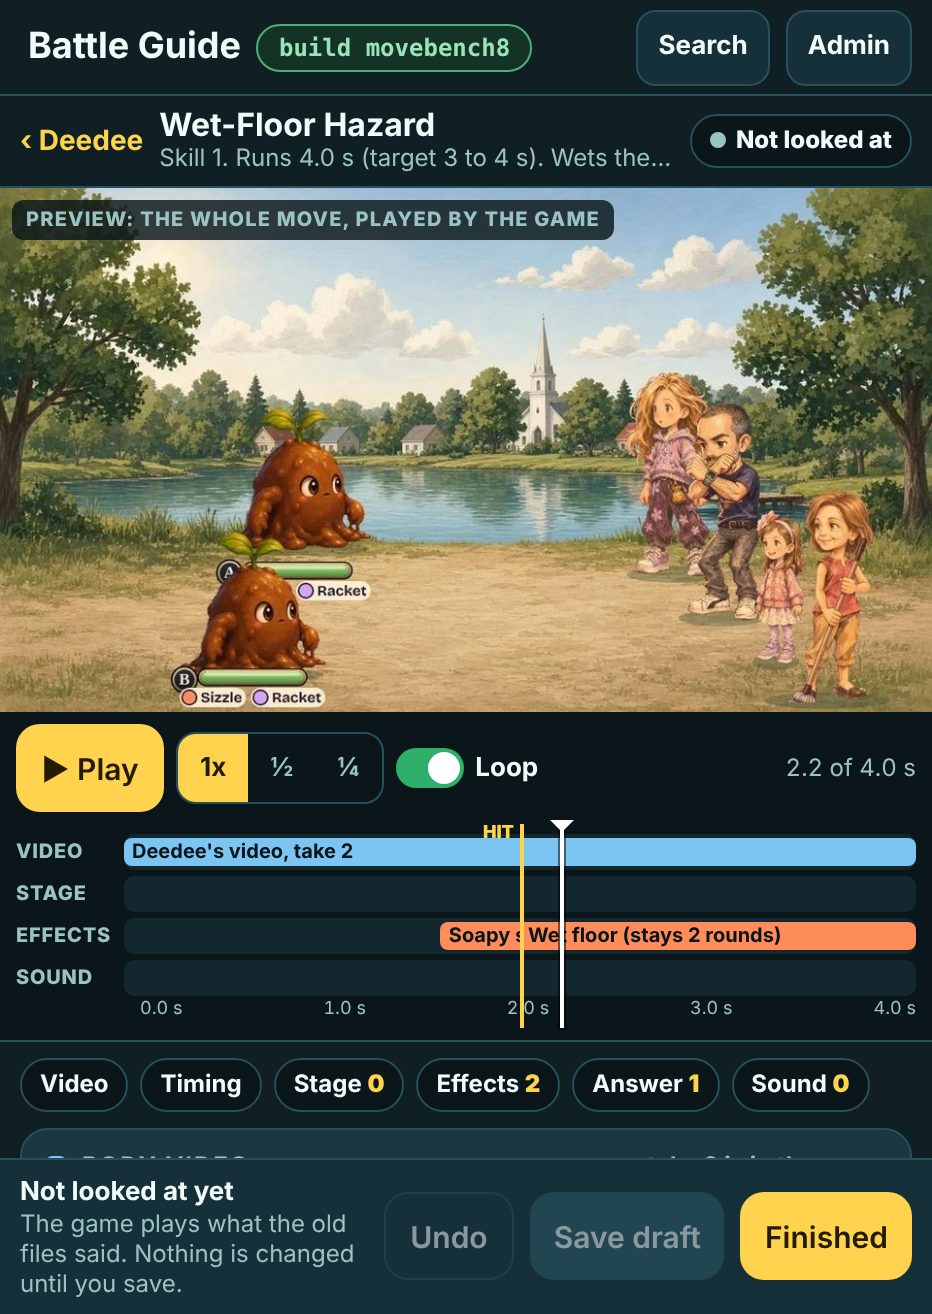 Battle Guide
build movebench8
Search
Admin
‹ Deedee
Wet-Floor Hazard
Skill 1. Runs 4.0 s (target 3 to 4 s). Wets the...
Not looked at
PREVIEW: THE WHOLE MOVE, PLAYED BY THE GAME
A
Racket
B
Sizzle
Racket
Play
1x
½
¼
Loop
2.2 of 4.0 s
HIT
VIDEO
Deedee's video, take 2
STAGE
EFFECTS
Soapy
Wet floor (stays 2 rounds)
SOUND
0.0 s
1.0 s
2.0 s
3.0 s
4.0 s
Video
Timing
Stage 0
Effects 2
Answer 1
Sound 0
Not looked at yet
The game plays what the old
files said. Nothing is changed
until you save.
Undo
Save draft
Finished